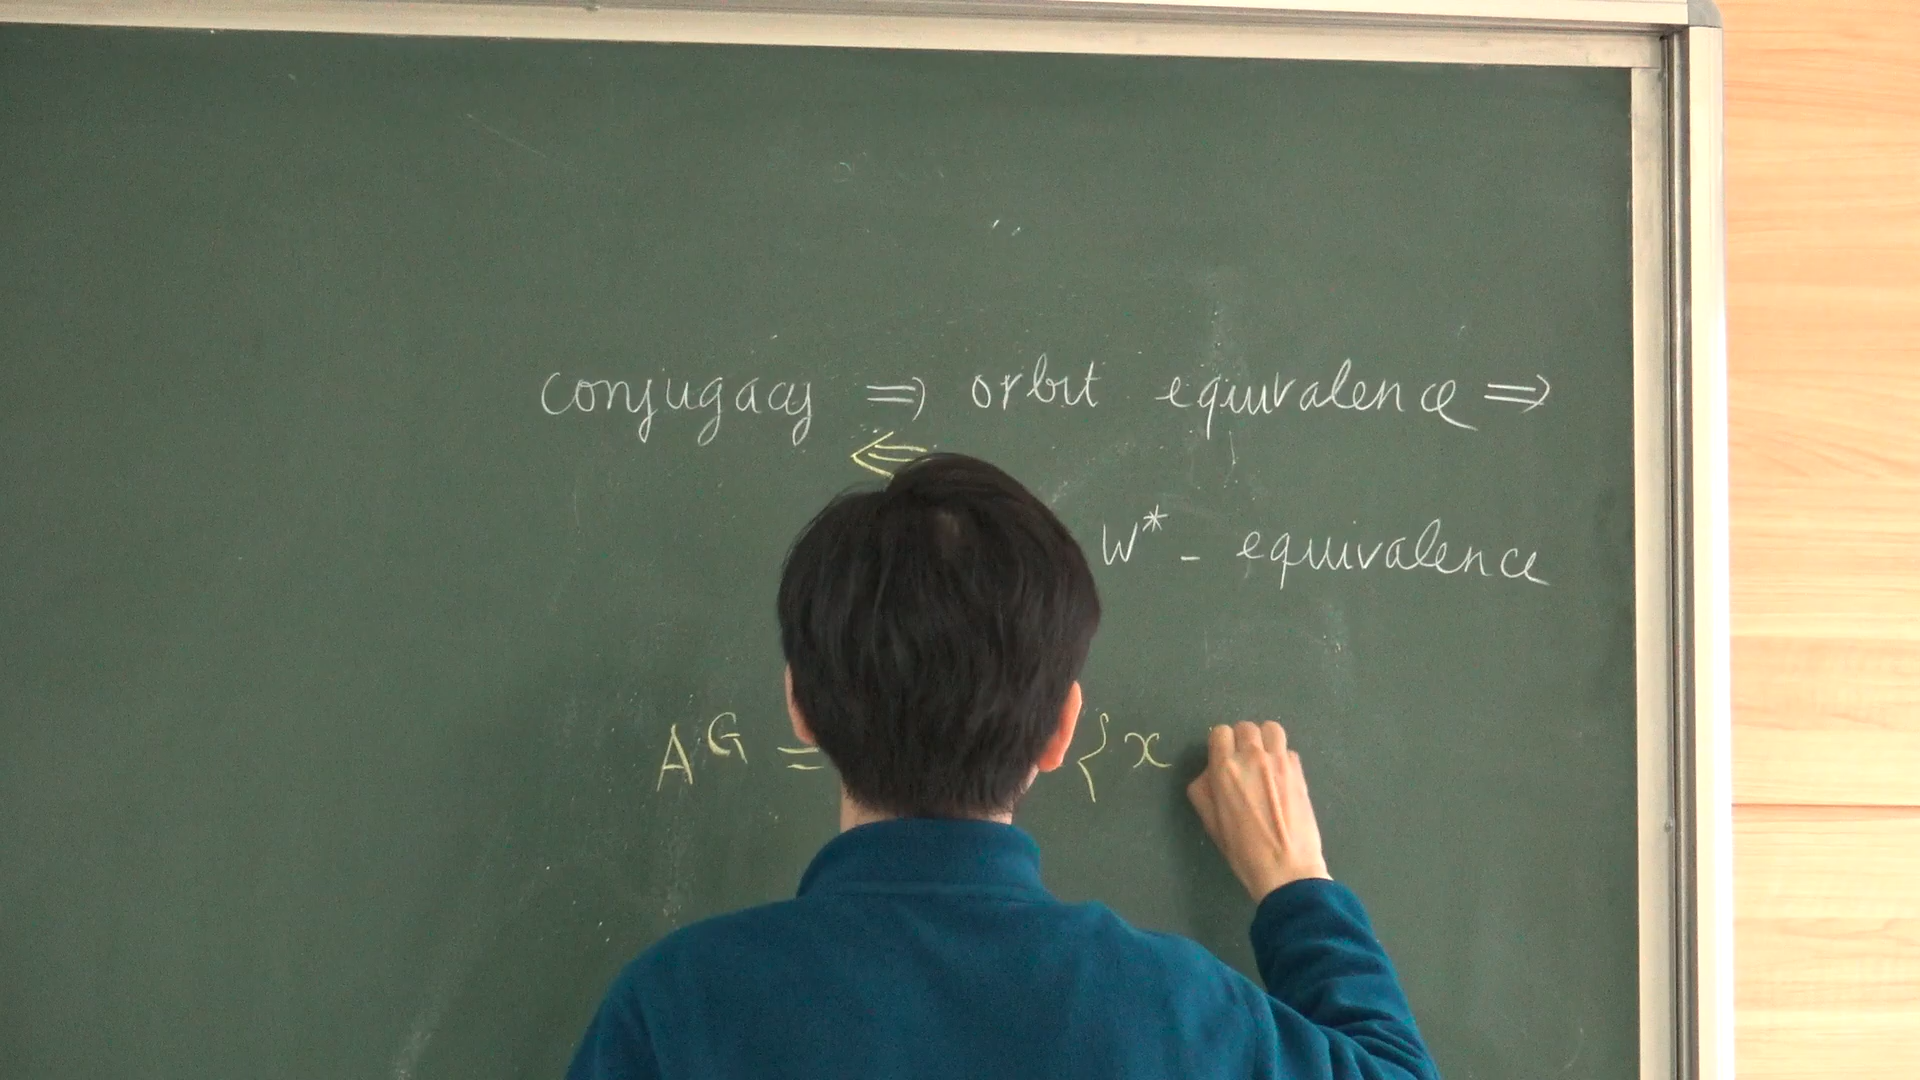 conjugacy ⇒ orbit equivalence ⇒
⇐
W* - equivalence
A^G = { x